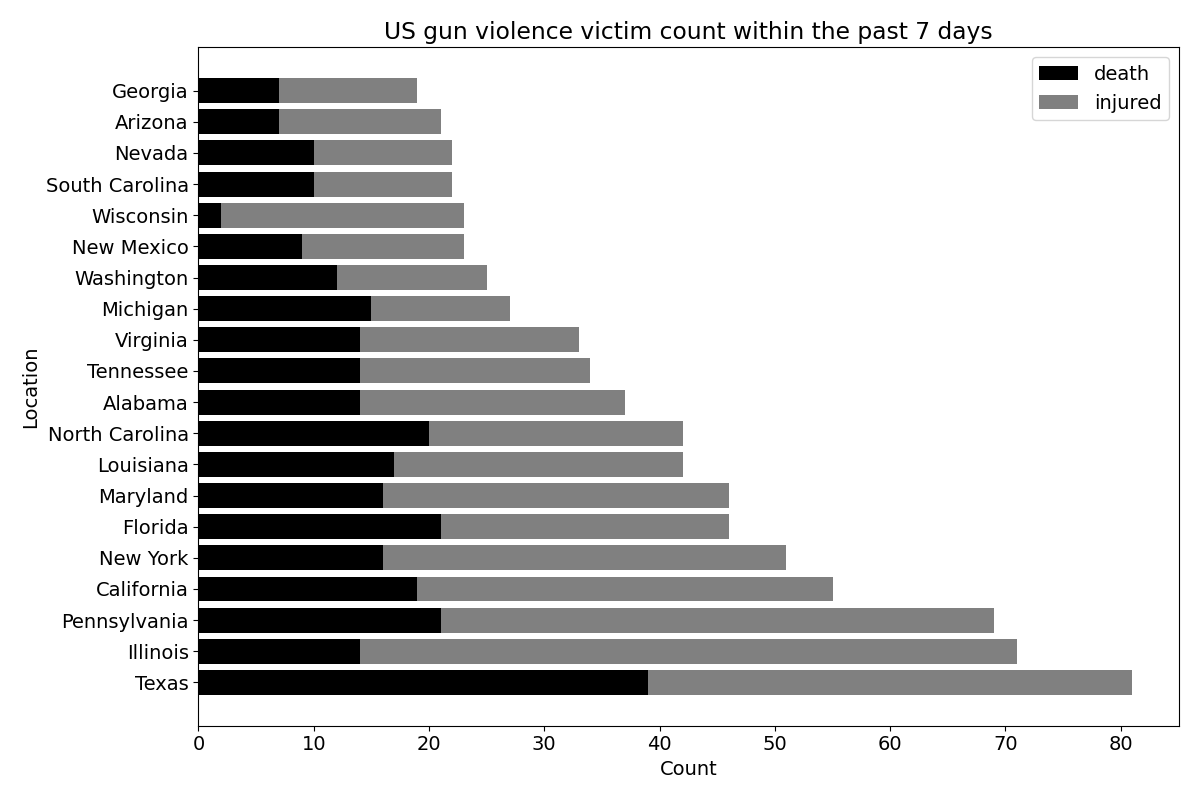 US gun violence victim count within the past 7 days
death
injured
Georgia
Arizona
Nevada
South Carolina
Wisconsin
New Mexico
Washington
Michigan
Virginia
Tennessee
Alabama
North Carolina
Louisiana
Maryland
Florida
New York
California
Pennsylvania
Illinois
Texas
Location
0 10 20 30 40 50 60 70 80
Count